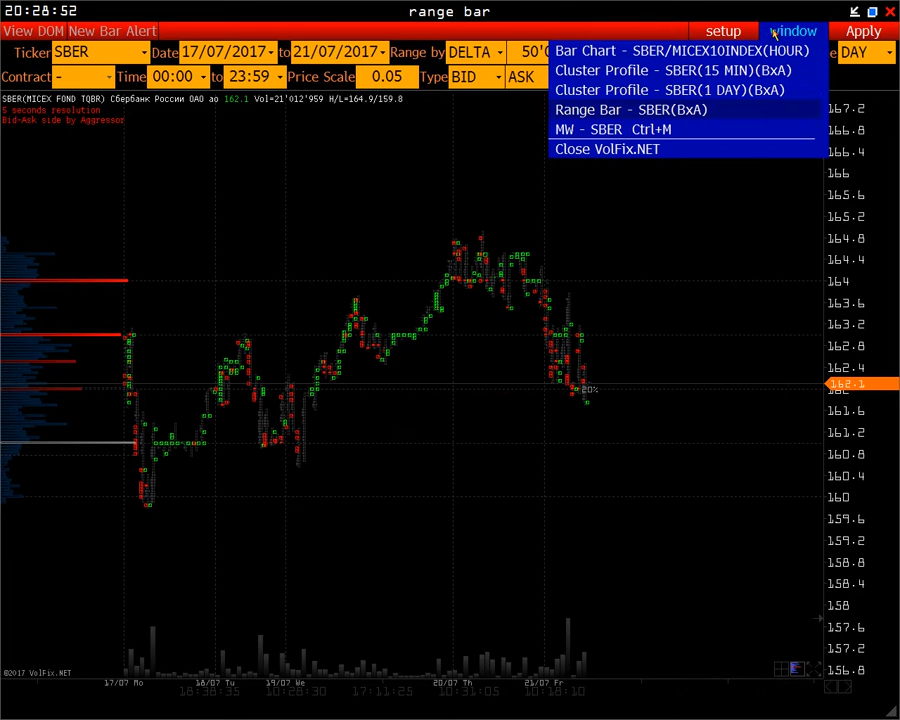 20:28:52
range bar
View DOM New Bar Alert
setup window Apply
Ticker SBER Date 17/07/2017 to 21/07/2017 Range by DELTA 50'0 DAY
Contract - Time 00:00 to 23:59 Price Scale 0.05 Type BID ASK
Bar Chart - SBER/MICEX10INDEX(HOUR)
Cluster Profile - SBER(15 MIN)(BxA)
Cluster Profile - SBER(1 DAY)(BxA)
Range Bar - SBER(BxA)
MW - SBER Ctrl+M
Close VolFix.NET
SBER(MICEX FOND TQBR) Сбербанк России ОАО ао 162.1 Vol=21'012'959 H/L=164.9/159.8
5 seconds resolution
Bid-Ask side by Aggressor
167.2
166.8
166.4
166
165.6
165.2
164.8
164.4
164
163.6
163.2
162.8
162.4
162.1
20%
161.6
161.2
160.8
160.4
160
159.6
159.2
158.8
158.4
158
157.6
157.2
156.8
©2017 VolFix.NET
17/07 Mo 18/07 Tu 19/07 We 20/07 Th 21/07 Fr
18:38:35 10:28:30 17:11:25 10:31:05 10:18:10